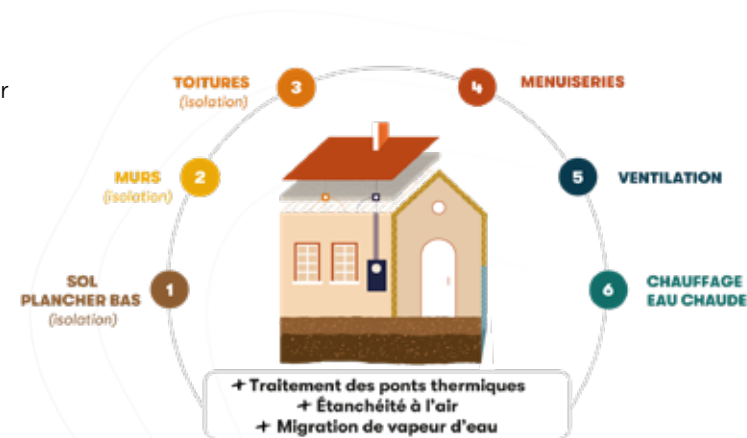 r
TOITURES
(isolation)
3
4
MENUISERIES
MURS
(isolation)
2
5
VENTILATION
SOL
PLANCHER BAS
(isolation)
1
6
CHAUFFAGE
EAU CHAUDE
+ Traitement des ponts thermiques
+ Étanchéité à l'air
+ Migration de vapeur d'eau